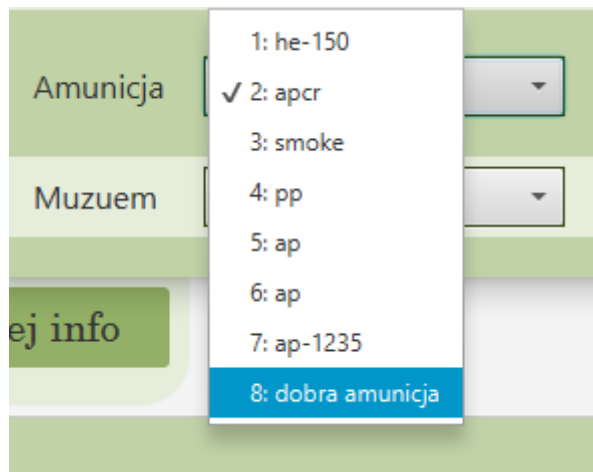 Amunicja
1: he-150
✓ 2: apcr
3: smoke
Muzuem
4: pp
5: ap
6: ap
ej info
7: ap-1235
8: dobra amunicja